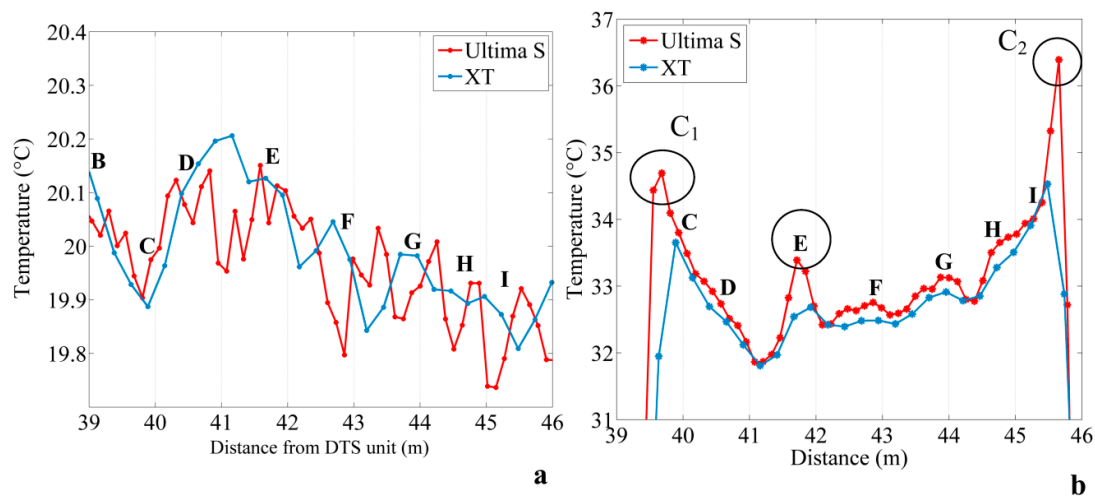 20.4
20.3
20.2
20.1
20
19.9
19.8
Temperature (°C)
39 40 41 42 43 44 45 46
Distance from DTS unit (m)
Ultima S
XT
B
C
D
E
F
G
H
I
a
37
36
35
34
33
32
31
Temperature (°C)
39 40 41 42 43 44 45 46
Distance (m)
Ultima S
XT
C₁
C₂
C
D
E
F
G
H
I
b